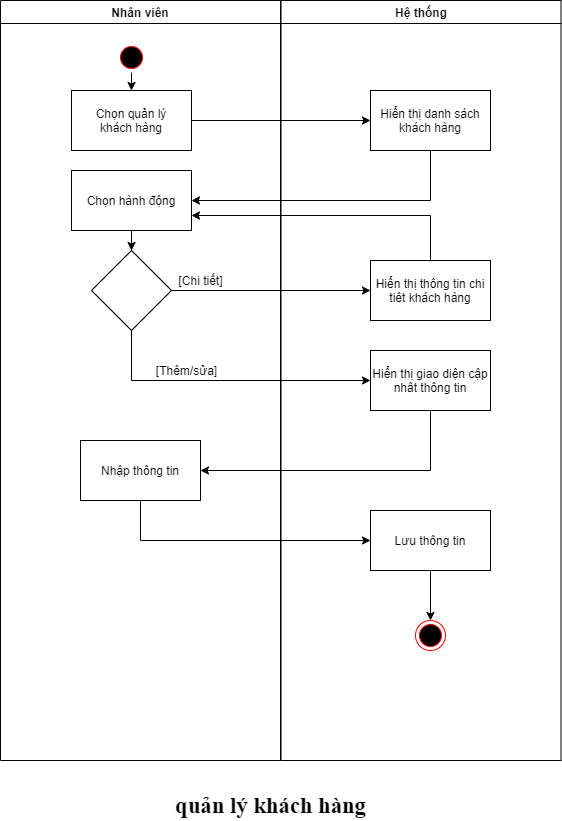 Nhân viên
Hệ thống
Chọn quản lý
khách hàng
Hiển thị danh sách
khách hàng
Chọn hành động
[Chi tiết]
Hiển thị thông tin chi
tiêt khách hàng
[Thêm/sửa]
Hiển thị giao diện cập
nhât thông tin
Nhập thông tin
Lưu thông tin
quản lý khách hàng